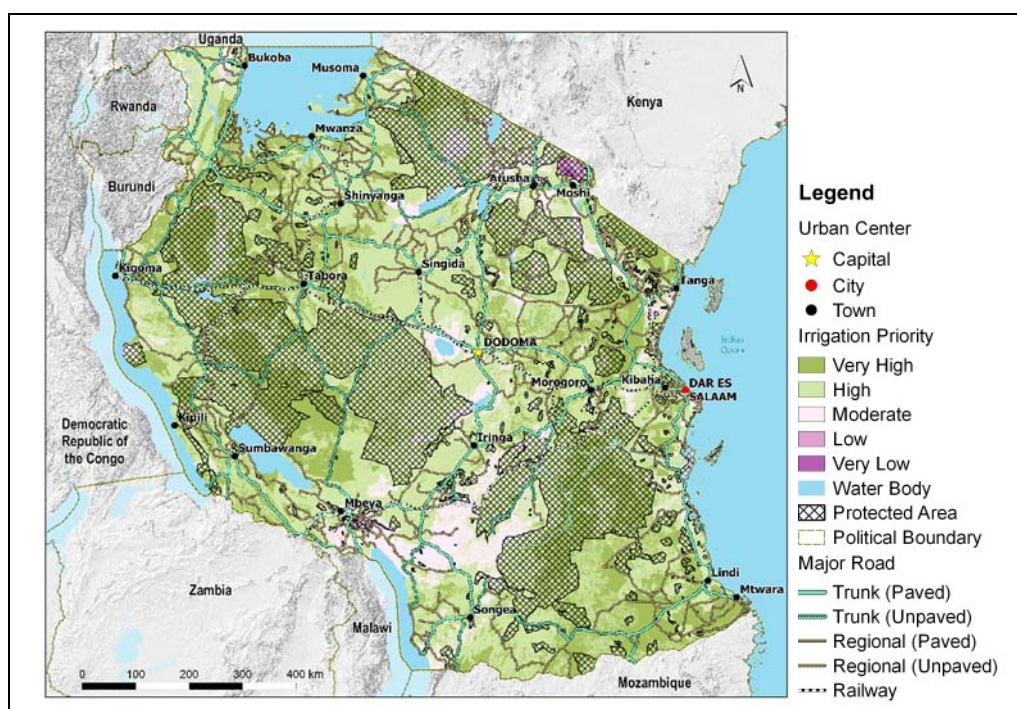 Uganda
Bukoba
Musoma
Rwanda
Kenya
N
Mwanza
Burundi
Arusha
Moshi
Shinyanga
Kigoma
Tabora
Singida
Tanga
DODOMA
Indian
Ocean
Morogoro
Kibaha
DAR ES
SALAAM
Democratic
Republic of
the Congo
Kipili
Sumbawanga
Iringa
Mbeya
Zambia
Lindi
Mtwara
Malawi
Songea
Mozambique
0 100 200 300 400 km
Legend
Urban Center
Capital
City
Town
Irrigation Priority
Very High
High
Moderate
Low
Very Low
Water Body
Protected Area
Political Boundary
Major Road
Trunk (Paved)
Trunk (Unpaved)
Regional (Paved)
Regional (Unpaved)
Railway